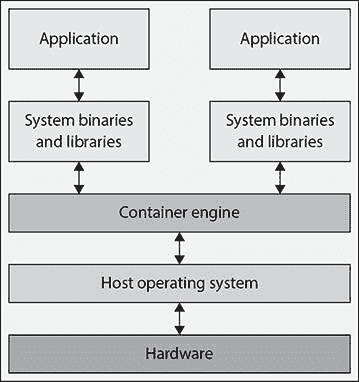 Application
Application
System binaries
and libraries
System binaries
and libraries
Container engine
Host operating system
Hardware